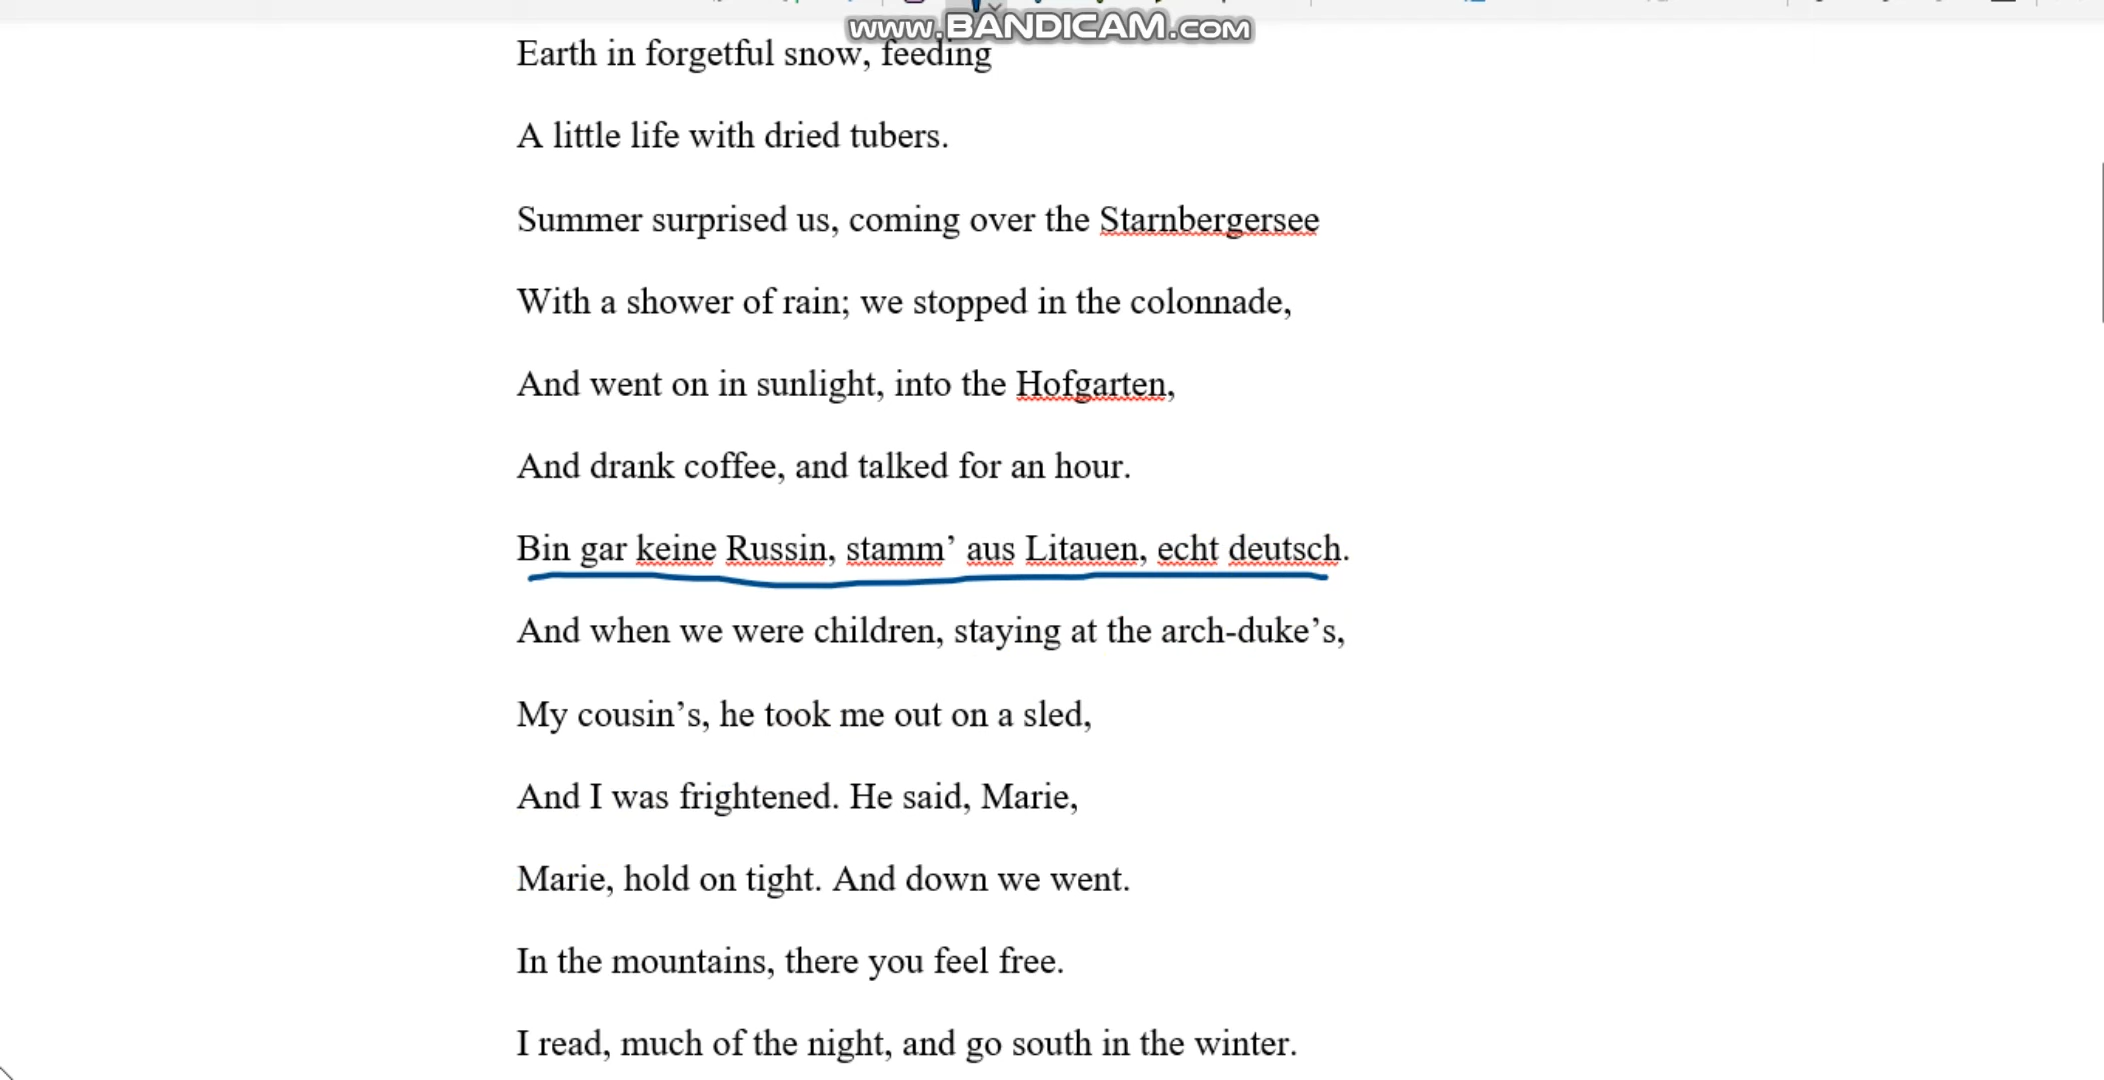 www.BANDICAM.com
Earth in forgetful snow, feeding
A little life with dried tubers.
Summer surprised us, coming over the Starnbergersee
With a shower of rain; we stopped in the colonnade,
And went on in sunlight, into the Hofgarten,
And drank coffee, and talked for an hour.
Bin gar keine Russin, stamm’ aus Litauen, echt deutsch.
And when we were children, staying at the arch-duke’s,
My cousin’s, he took me out on a sled,
And I was frightened. He said, Marie,
Marie, hold on tight. And down we went.
In the mountains, there you feel free.
I read, much of the night, and go south in the winter.